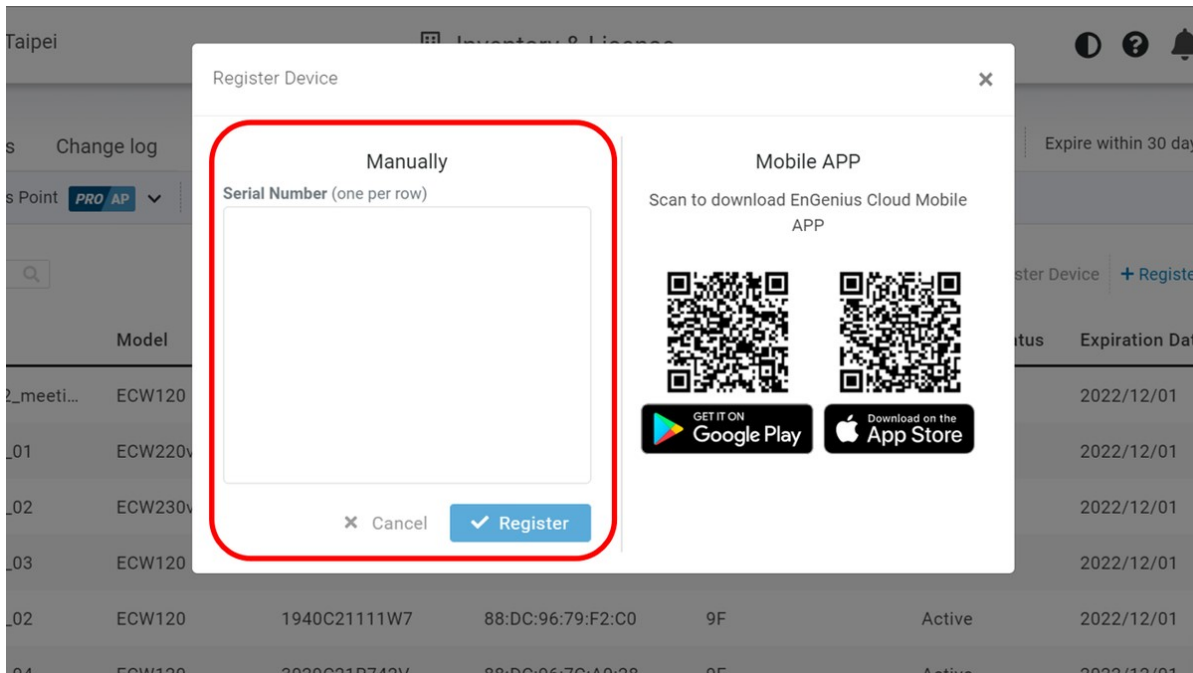 Taipei
Inventory & License
Register Device
Change log
Expire within 30 day
s Point PRO AP
Manually
Serial Number (one per row)
Cancel
Register
Mobile APP
Scan to download EnGenius Cloud Mobile
APP
GET IT ON
Google Play
Download on the
App Store
ster Device + Registe
Model
tus
Expiration Dat
2_meeti...
ECW120
2022/12/01
_01
ECW220v
2022/12/01
_02
ECW230v
2022/12/01
_03
ECW120
2022/12/01
_02
ECW120
1940C21111W7
88:DC:96:79:F2:C0
9F
Active
2022/12/01